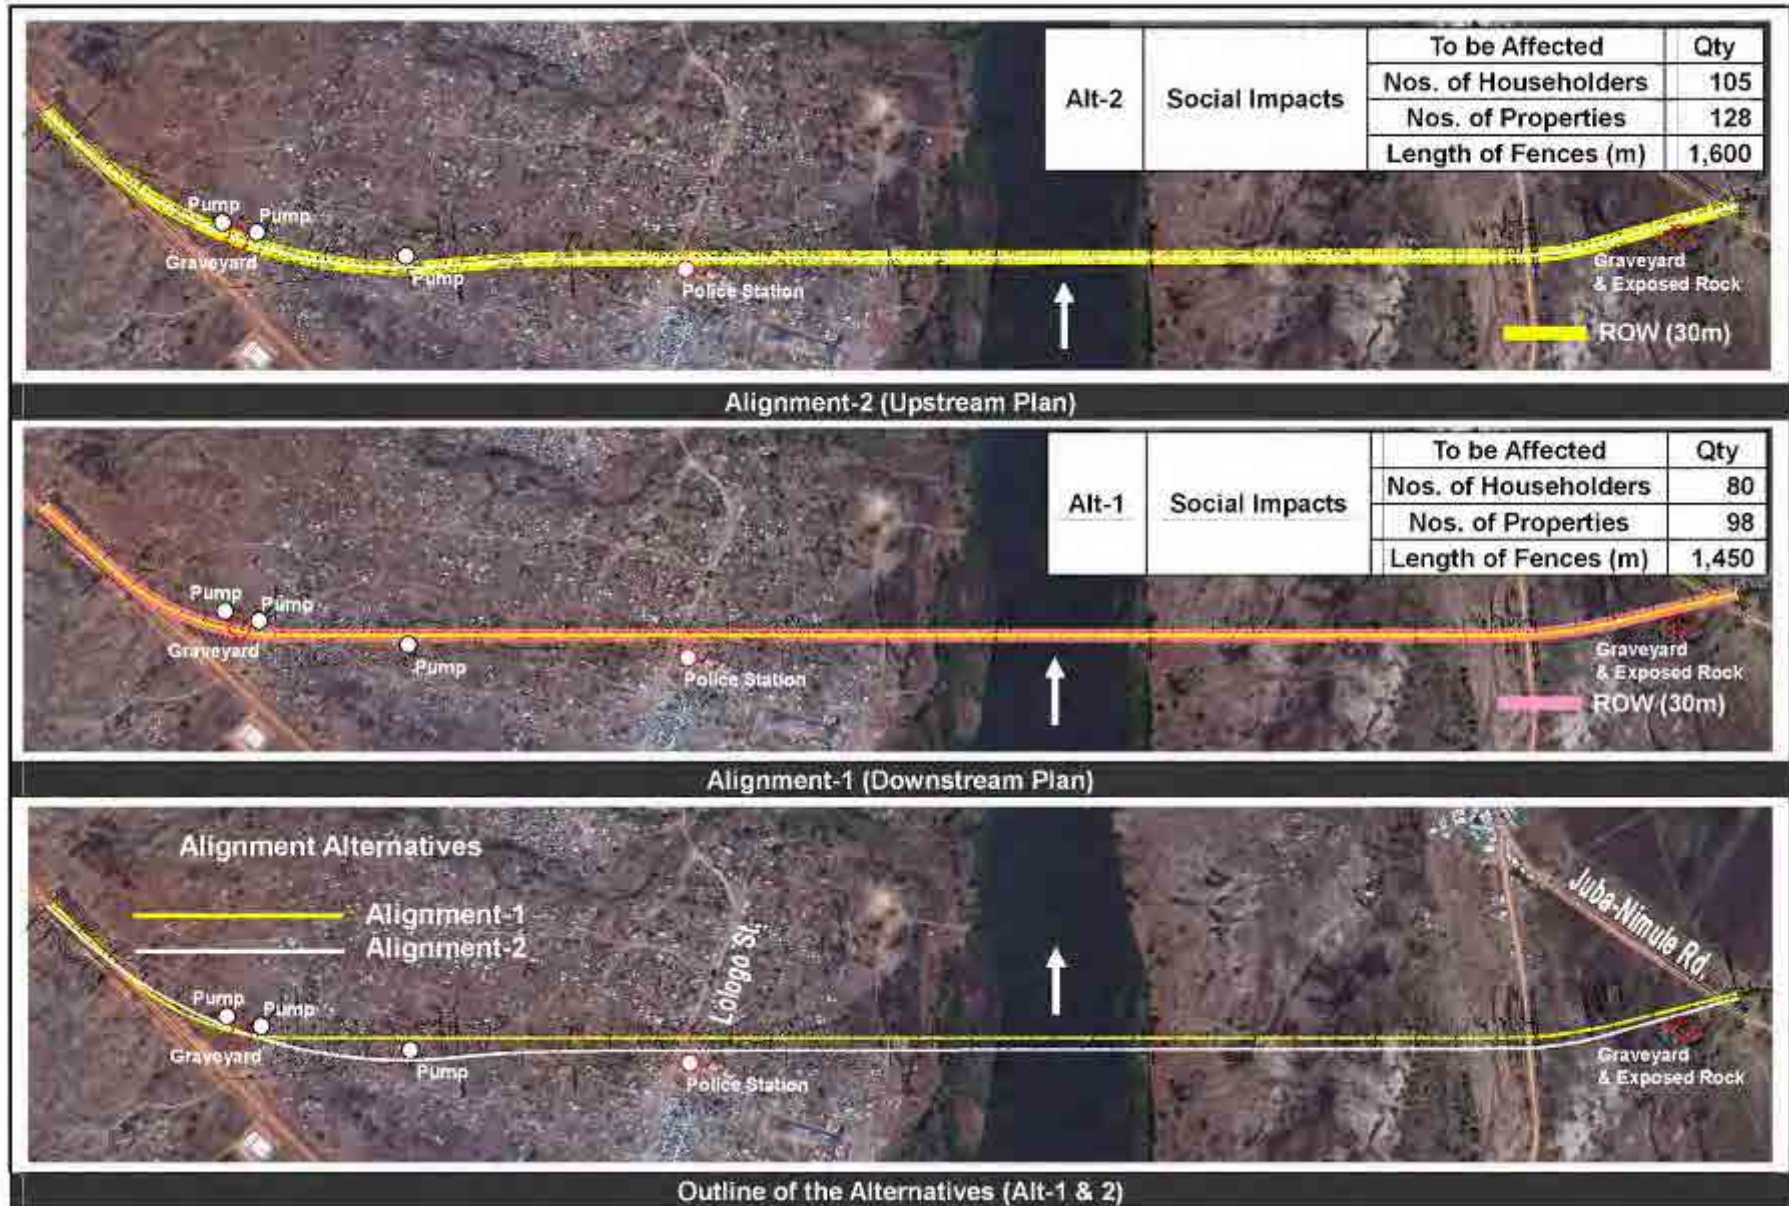 Alt-2
Social Impacts
To be Affected Qty
Nos. of Householders 105
Nos. of Properties 128
Length of Fences (m) 1,600
Pump
Pump
Graveyard
Pump
Police Station
Graveyard
& Exposed Rock
ROW (30m)
Alignment-2 (Upstream Plan)
Alt-1
Social Impacts
To be Affected Qty
Nos. of Householders 80
Nos. of Properties 98
Length of Fences (m) 1,450
Pump
Pump
Graveyard
Pump
Police Station
Graveyard
& Exposed Rock
ROW (30m)
Alignment-1 (Downstream Plan)
Alignment Alternatives
Alignment-1
Alignment-2
Lologo St.
Juba-Nimule Rd.
Pump
Pump
Graveyard
Pump
Police Station
Graveyard
& Exposed Rock
Outline of the Alternatives (Alt-1 & 2)